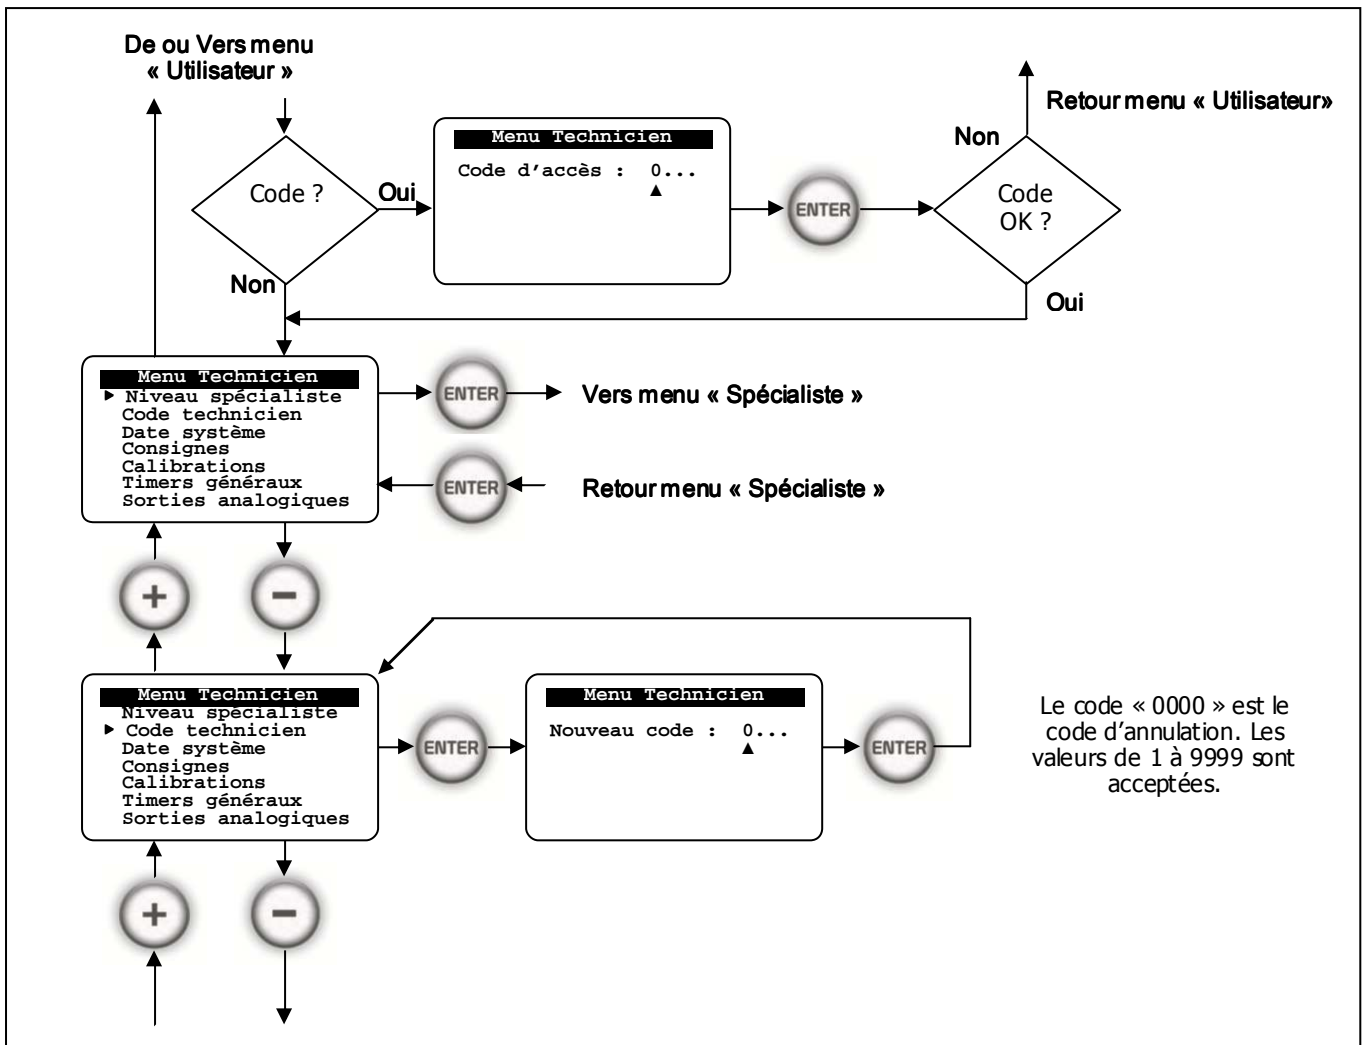 De ou Vers menu
« Utilisateur »
Retour menu « Utilisateur»
Non
Menu Technicien
Code d'accès : 0...
Code ?
Oui
ENTER
Code
OK ?
Non
Oui
Menu Technicien
Niveau spécialiste
Code technicien
Date système
Consignes
Calibrations
Timers généraux
Sorties analogiques
ENTER
Vers menu « Spécialiste »
ENTER
Retour menu « Spécialiste »
+
−
Menu Technicien
Niveau spécialiste
Code technicien
Date système
Consignes
Calibrations
Timers généraux
Sorties analogiques
ENTER
Menu Technicien
Nouveau code : 0...
ENTER
Le code « 0000 » est le
code d'annulation. Les
valeurs de 1 à 9999 sont
acceptées.
+
−